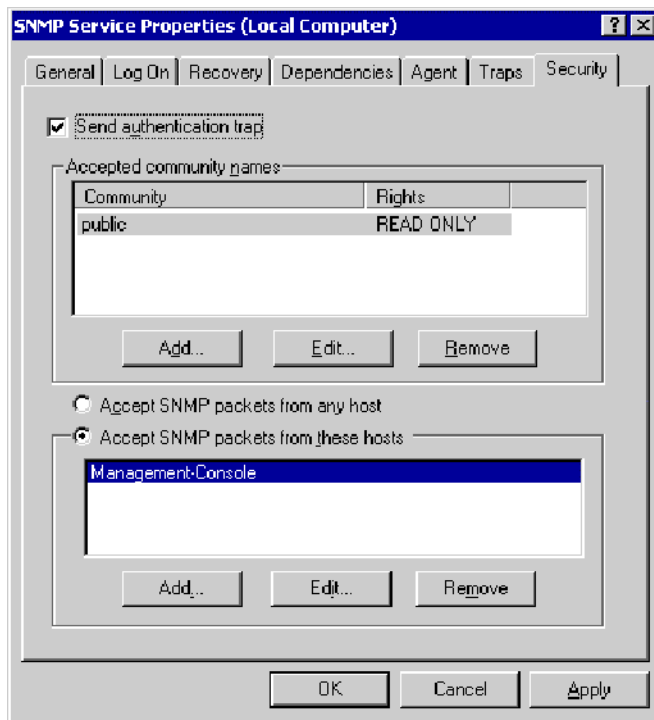 SNMP Service Properties (Local Computer)
General Log On Recovery Dependencies Agent Traps Security
Send authentication trap
Accepted community names
Community Rights
public READ ONLY
Add... Edit... Remove
Accept SNMP packets from any host
Accept SNMP packets from these hosts
Management-Console
Add... Edit... Remove
OK Cancel Apply